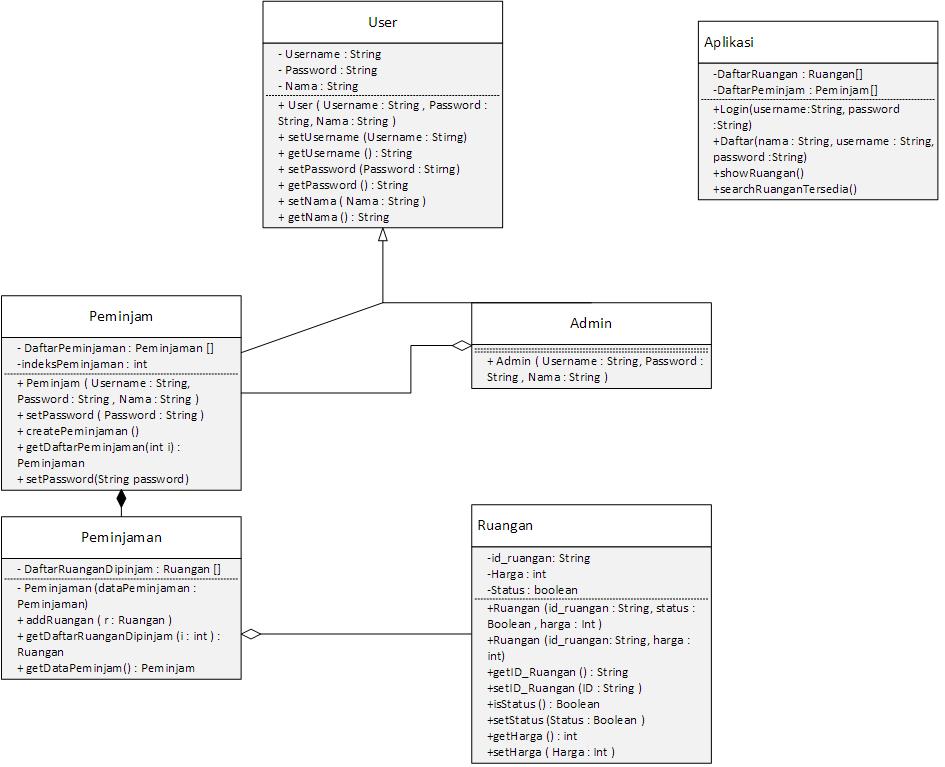 User
- Username : String
- Password : String
- Nama : String
+ User ( Username : String , Password :
String, Nama : String )
+ setUsername (Username : Stirng)
+ getUsername () : String
+ setPassword (Password : Stirng)
+ getPassword () : String
+ setNama ( Nama : String )
+ getNama () : String
Aplikasi
-DaftarRuangan : Ruangan[]
-DaftarPeminjam : Peminjam[]
+Login(username:String, password
:String)
+Daftar(nama : String, username : String,
password :String)
+showRuangan()
+searchRuanganTersedia()
Peminjam
- DaftarPeminjaman : Peminjaman []
-indeksPeminjaman : int
+ Peminjam ( Username : String,
Password : String , Nama : String )
+ setPassword ( Password : String )
+ createPeminjaman ()
+ getDaftarPeminjaman(int i) :
Peminjaman
+ setPassword(String password)
Admin
+ Admin ( Username : String, Password :
String , Nama : String )
Peminjaman
- DaftarRuanganDipinjam : Ruangan []
- Peminjaman (dataPeminjaman :
Peminjaman)
+ addRuangan ( r : Ruangan )
+ getDaftarRuanganDipinjam (i : int ) :
Ruangan
+ getDataPeminjam() : Peminjam
Ruangan
-id_ruangan: String
-Harga : int
-Status : boolean
+Ruangan (id_ruangan : String, status :
Boolean , harga : Int )
+Ruangan (id_ruangan: String, harga :
int)
+getID_Ruangan () : String
+setID_Ruangan (ID : String )
+isStatus () : Boolean
+setStatus (Status : Boolean )
+getHarga () : int
+setHarga ( Harga : Int )